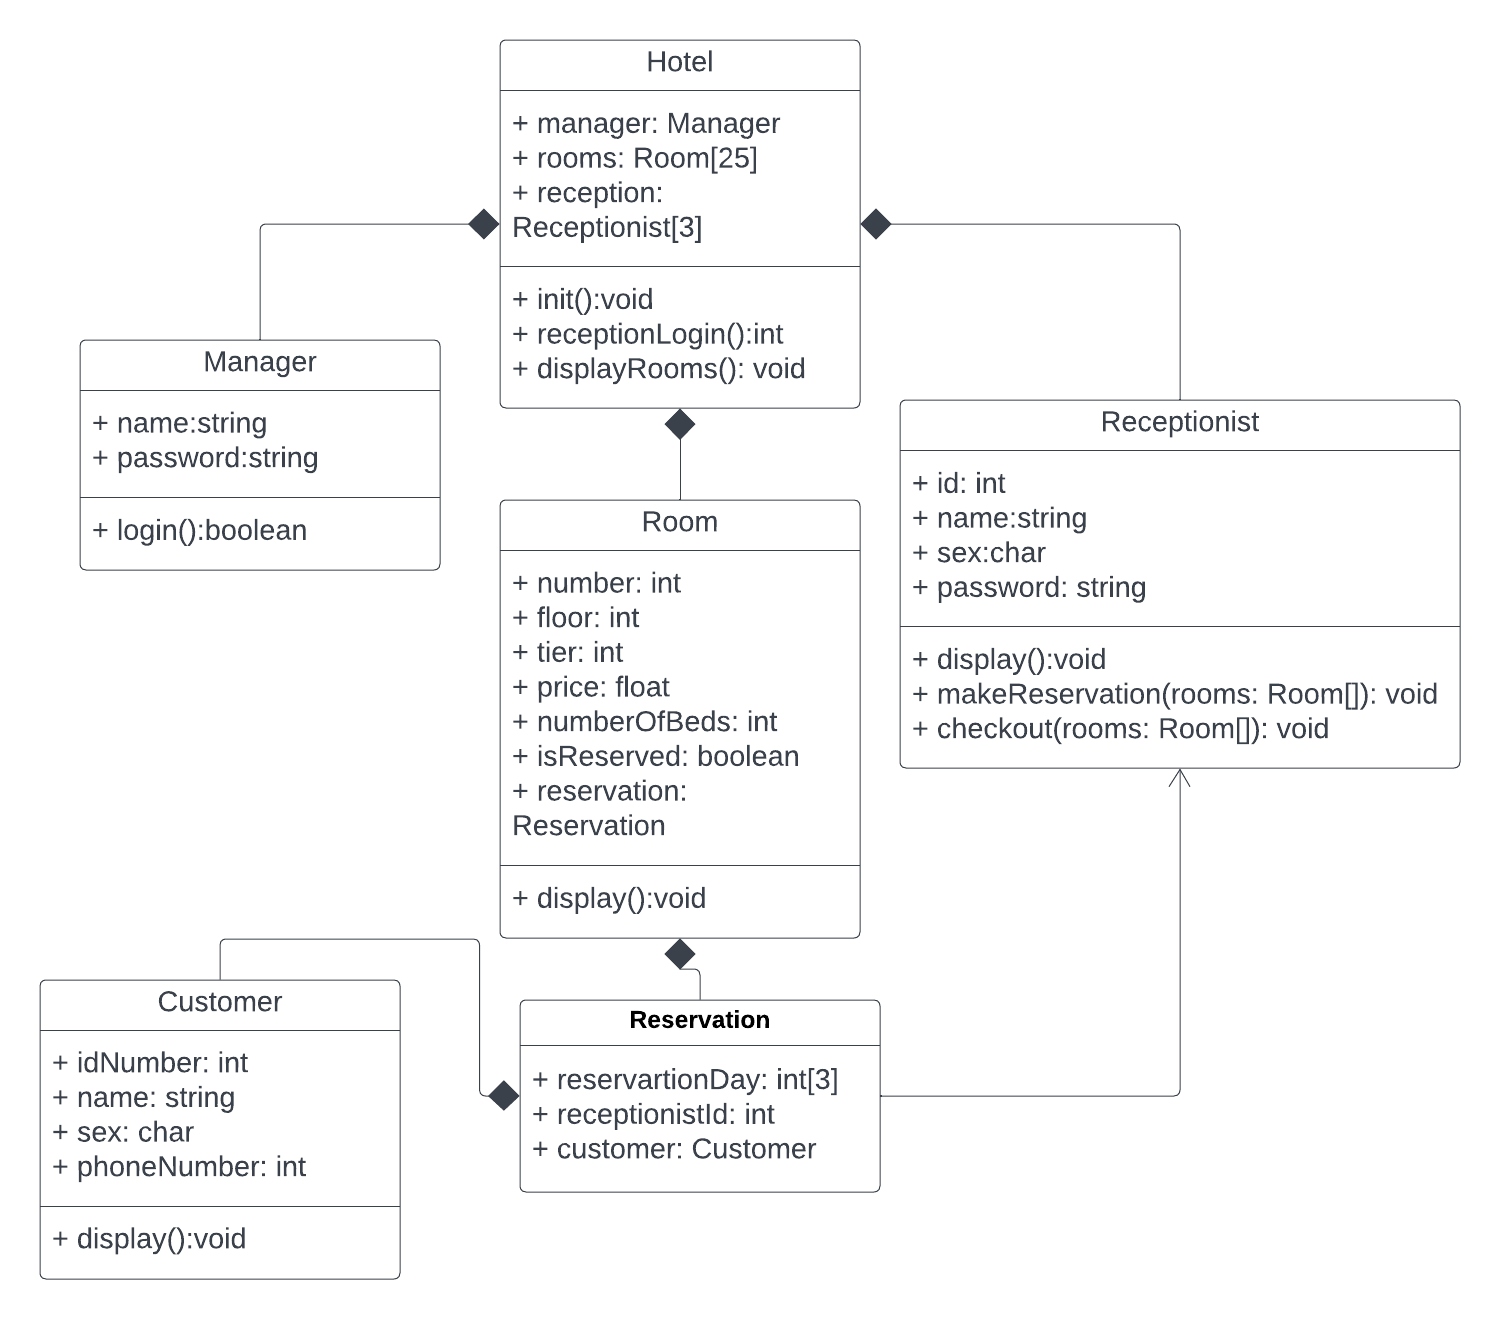 Hotel
+ manager: Manager
+ rooms: Room[25]
+ reception:
Receptionist[3]
+ init():void
+ receptionLogin():int
+ displayRooms(): void
Manager
+ name:string
+ password:string
+ login():boolean
Receptionist
+ id: int
+ name:string
+ sex:char
+ password: string
+ display():void
+ makeReservation(rooms: Room[]): void
+ checkout(rooms: Room[]): void
Room
+ number: int
+ floor: int
+ tier: int
+ price: float
+ numberOfBeds: int
+ isReserved: boolean
+ reservation:
Reservation
+ display():void
Customer
+ idNumber: int
+ name: string
+ sex: char
+ phoneNumber: int
+ display():void
Reservation
+ reservartionDay: int[3]
+ receptionistId: int
+ customer: Customer